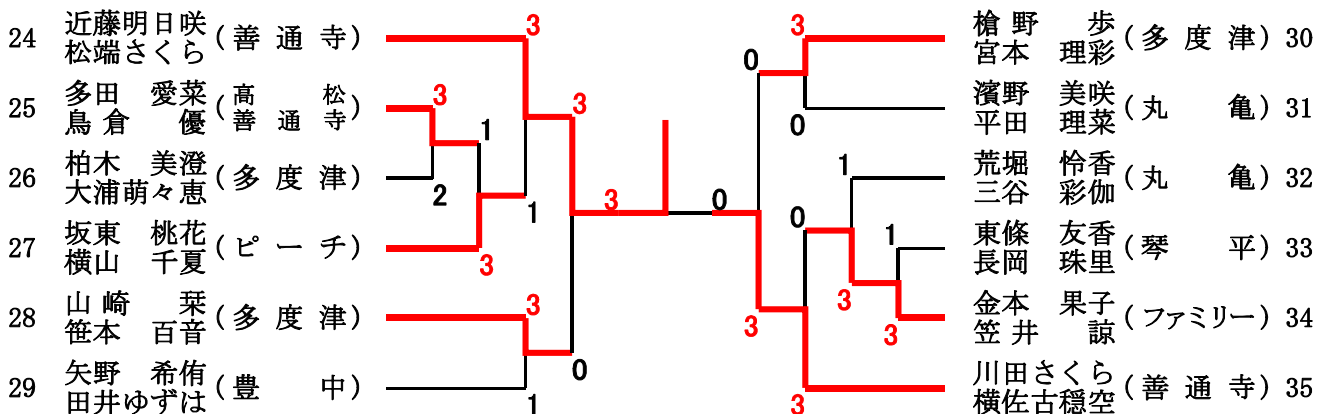 24 近藤明日咲 松端さくら (善通寺)
25 多田 愛菜 鳥倉 優 (高松 善通寺)
26 柏木 美澄 大浦萌々恵 (多度津)
27 坂東 桃花 横山 千夏 (ピーチ)
28 山崎 栞 笹本 百音 (多度津)
29 矢野 希侑 田井ゆずは (豊中)
3
3
1
2
3
1
3
3
0
1
3
0
0
3
0
0
1
1
3
3
3
3
槍野 歩 宮本 理彩 (多度津) 30
濱野 美咲 平田 理菜 (丸亀) 31
荒堀 怜香 三谷 彩伽 (丸亀) 32
東條 友香 長岡 珠里 (琴平) 33
金本 果子 笠井 諒 (ファミリー) 34
川田さくら 横佐古穏空 (善通寺) 35